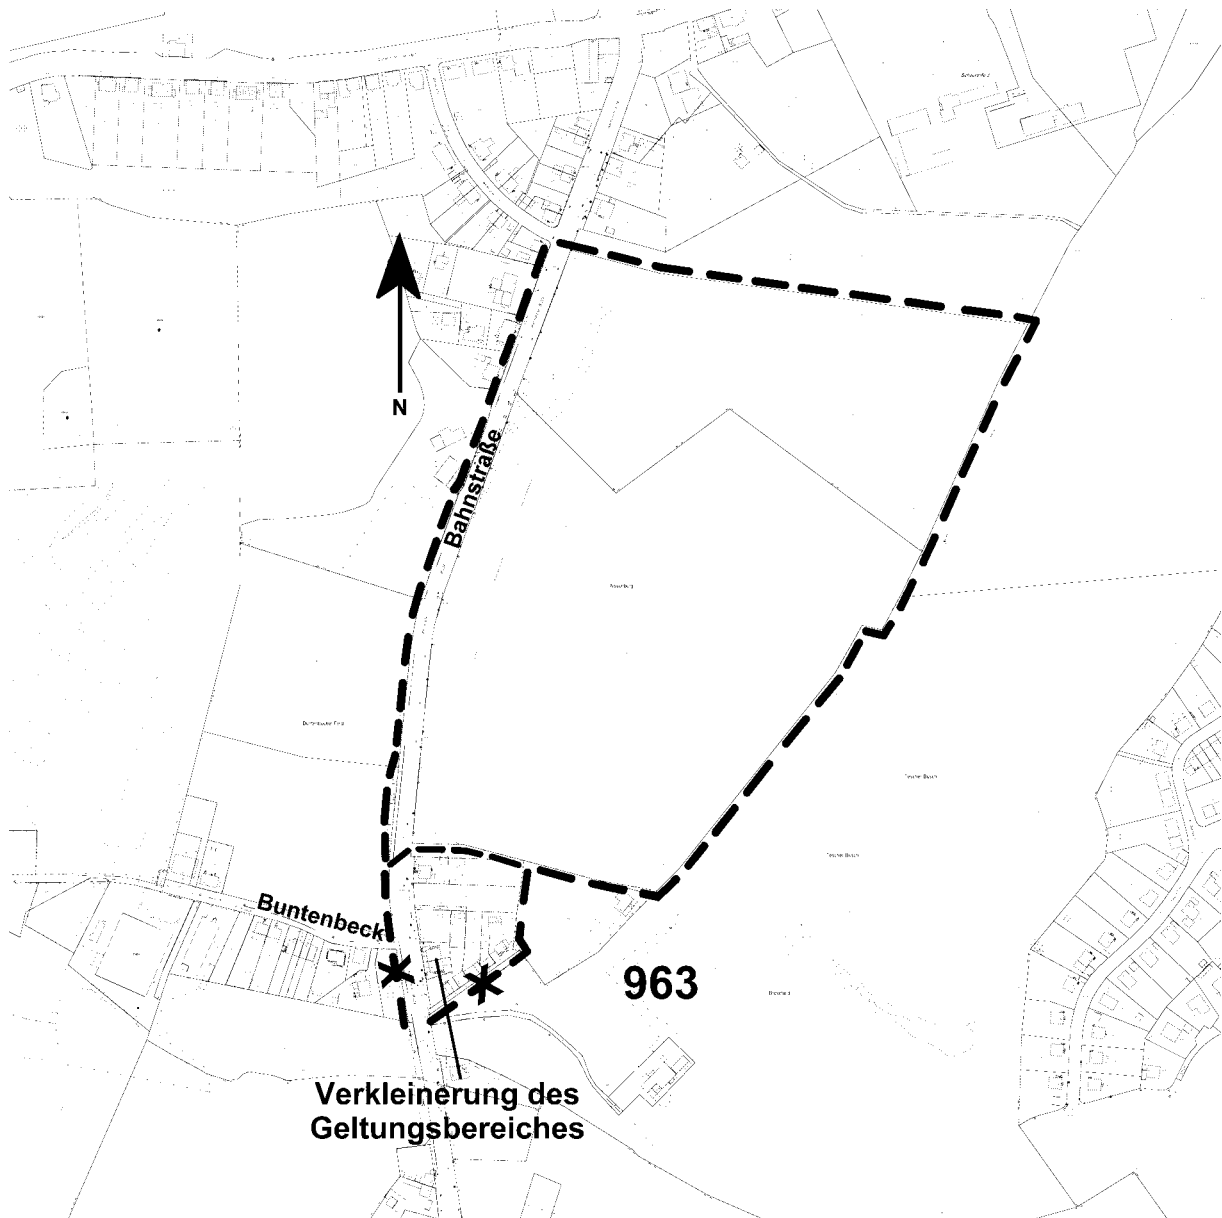 N
Bahnstraße
Buntenbeck
963
Verkleinerung des
Geltungsbereiches